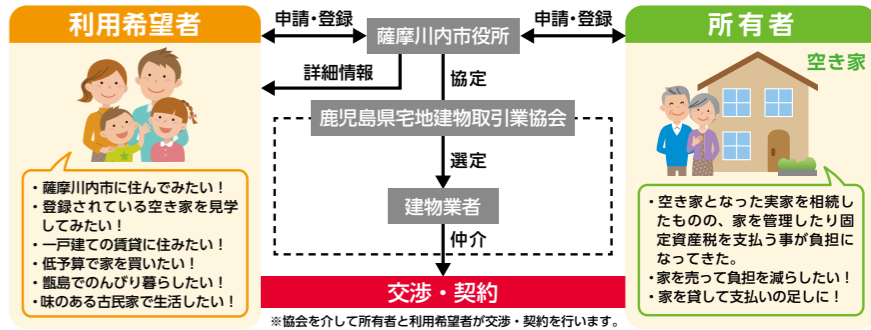 利用希望者
・薩摩川内市に住んでみたい！
・登録されている空き家を見学
してみたい！
・一戸建ての賃貸に住みたい！
・低予算で家を買いたい！
・甑島でのんびり暮らしたい！
・味のある古民家で生活したい！
申請・登録
薩摩川内市役所
申請・登録
詳細情報
協定
鹿児島県宅地建物取引業協会
選定
建物業者
仲介
交渉・契約
※協会を介して所有者と利用希望者が交渉・契約を行います。
所有者
空き家
・空き家となった実家を相続し
たものの、家を管理したり固
定資産税を支払う事が負担に
なってきた。
・家を売って負担を減らしたい！
・家を貸して支払いの足しに！